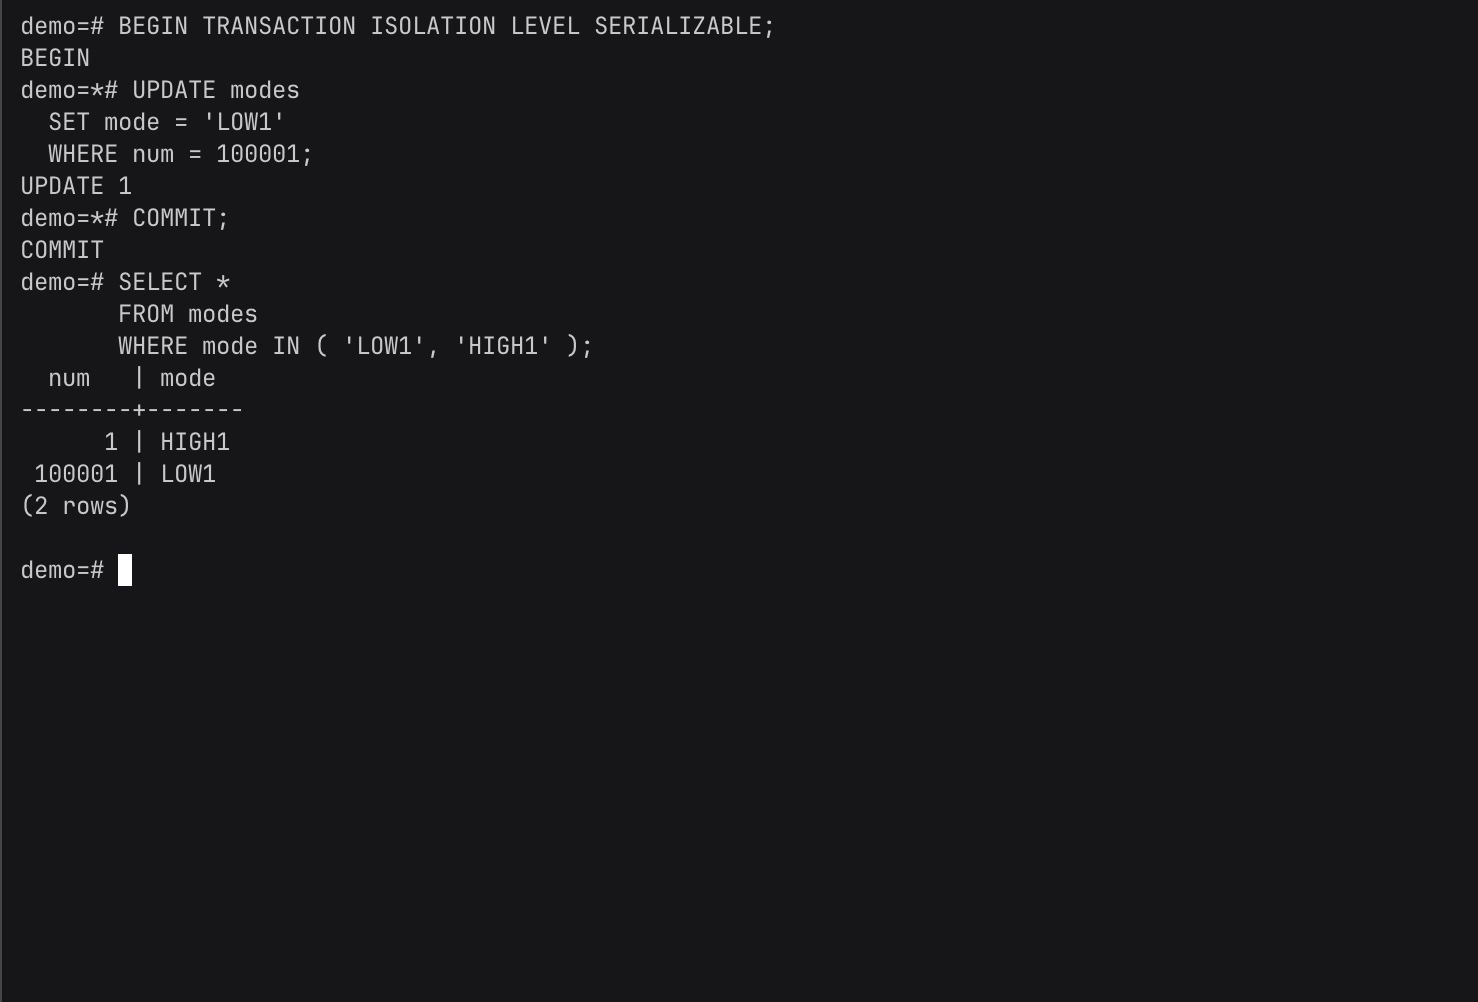 demo=# BEGIN TRANSACTION ISOLATION LEVEL SERIALIZABLE;
BEGIN
demo=*# UPDATE modes
  SET mode = 'LOW1'
  WHERE num = 100001;
UPDATE 1
demo=*# COMMIT;
COMMIT
demo=# SELECT *
       FROM modes
       WHERE mode IN ( 'LOW1', 'HIGH1' );
  num   | mode
--------+-------
      1 | HIGH1
 100001 | LOW1
(2 rows)

demo=#